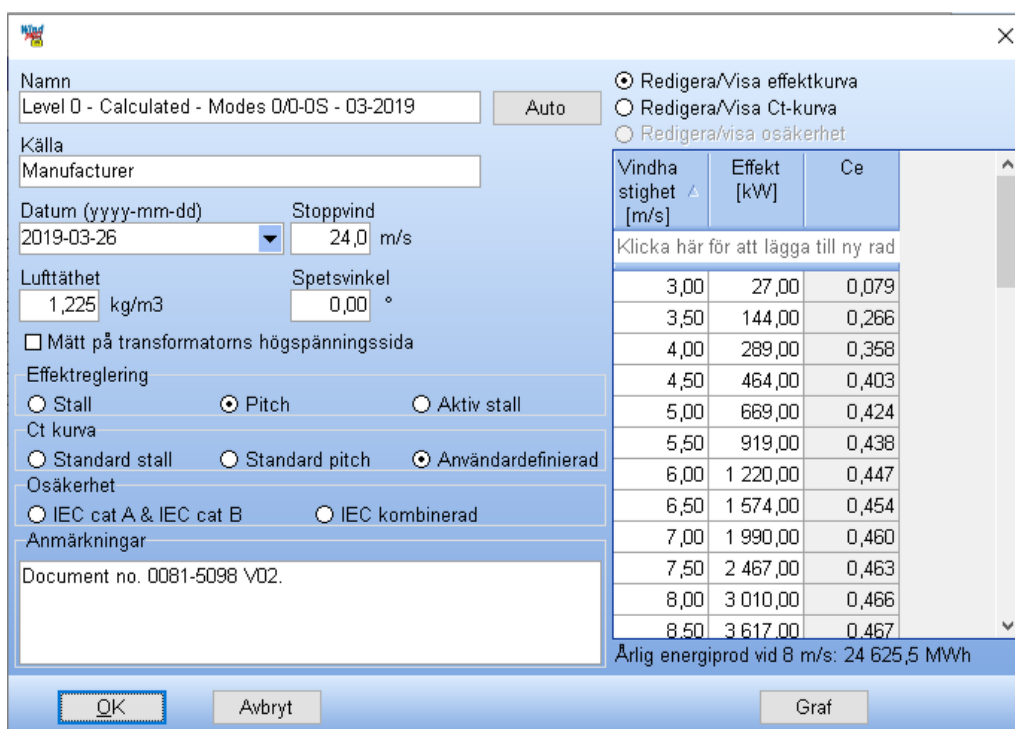 Namn
Level 0 - Calculated - Modes 0/0-0S - 03-2019
Auto
Källa
Manufacturer
Datum (yyyy-mm-dd)
Stoppvind
2019-03-26
24,0 m/s
Lufttäthet
Spetsvinkel
1,225 kg/m3
0,00 °
Mätt på transformatorns högspänningssida
Effektreglering
Stall
Pitch
Aktiv stall
Ct kurva
Standard stall
Standard pitch
Användardefinierad
Osäkerhet
IEC cat A & IEC cat B
IEC kombinerad
Anmärkningar
Document no. 0081-5098 V02.
Redigera/Visa effektkurva
Redigera/Visa Ct-kurva
Redigera/visa osäkerhet
Vindha Effekt Ce
stighet [kW]
[m/s]
Klicka här för att lägga till ny rad
3,00 27,00 0,079
3,50 144,00 0,266
4,00 289,00 0,358
4,50 464,00 0,403
5,00 669,00 0,424
5,50 919,00 0,438
6,00 1 220,00 0,447
6,50 1 574,00 0,454
7,00 1 990,00 0,460
7,50 2 467,00 0,463
8,00 3 010,00 0,466
8,50 3 617,00 0,467
Årlig energiprod vid 8 m/s: 24 625,5 MWh
OK
Avbryt
Graf